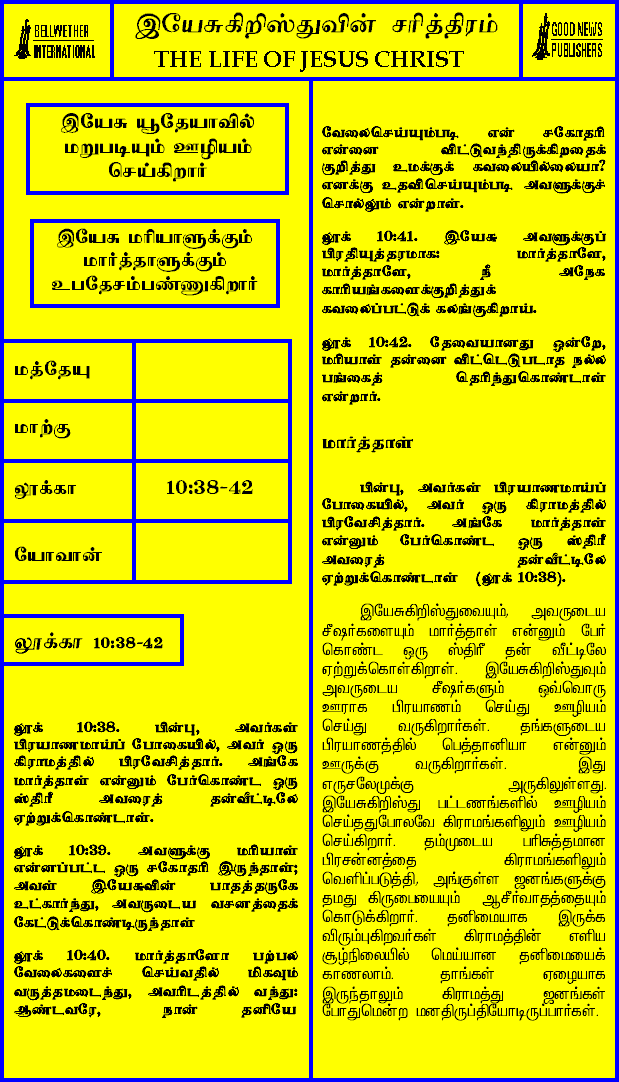 BELLWETHER
INTERNATIONAL
இயேசுகிறிஸ்துவின் சரித்திரம்
THE LIFE OF JESUS CHRIST
GOOD NEWS
PUBLISHERS
இயேசு யூதேயாவில்
மறுபடியும் ஊழியம்
செய்கிறார்
இயேசு மரியாளுக்கும்
மார்த்தாளுக்கும்
உபதேசம்பண்ணுகிறார்
மத்தேயு
மாற்கு
லூக்கா 10:38-42
யோவான்
லூக்கா 10:38-42
லூக் 10:38. பின்பு, அவர்கள்
பிரயாணமாய்ப் போகையில், அவர் ஒரு
கிராமத்தில் பிரவேசித்தார். அங்கே
மார்த்தாள் என்னும் பேர்கொண்ட ஒரு
ஸ்திரீ அவரைத் தன்வீட்டிலே
ஏற்றுக்கொண்டாள்.
லூக் 10:39. அவளுக்கு மரியாள்
என்னப்பட்ட ஒரு சகோதரி இருந்தாள்;
அவள் இயேசுவின் பாதத்தருகே
உட்கார்ந்து, அவருடைய வசனத்தைக்
கேட்டுக்கொண்டிருந்தாள்
லூக் 10:40. மார்த்தாளோ பற்பல
வேலைகளைச் செய்வதில் மிகவும்
வருத்தமடைந்து, அவரிடத்தில் வந்து:
ஆண்டவரே, நான் தனியே
வேலைசெய்யும்படி, என் சகோதரி
என்னை விட்டுவந்திருக்கிறதைக்
குறித்து உமக்குக் கவலையில்லையா?
எனக்கு உதவிசெய்யும்படி, அவளுக்குச்
சொல்லும் என்றாள்.
லூக் 10:41. இயேசு அவளுக்குப்
பிரதியுத்தரமாக: மார்த்தாளே,
மார்த்தாளே, நீ அநேக
காரியங்களைக்குறித்துக்
கவலைப்பட்டுக் கலங்குகிறாய்.
லூக் 10:42. தேவையானது ஒன்றே,
மரியாள் தன்னை விட்டெடுபடாத நல்ல
பங்கைத் தெரிந்துகொண்டாள்
என்றார்.
மார்த்தாள்
பின்பு, அவர்கள் பிரயாணமாய்ப்
போகையில், அவர் ஒரு கிராமத்தில்
பிரவேசித்தார். அங்கே மார்த்தாள்
என்னும் பேர்கொண்ட ஒரு ஸ்திரீ
அவரைத் தன்வீட்டிலே
ஏற்றுக்கொண்டாள் (லூக் 10:38).
இயேசுகிறிஸ்துவையும், அவருடைய
சீஷர்களையும் மார்த்தாள் என்னும் பேர்
கொண்ட ஒரு ஸ்திரீ தன் வீட்டிலே
ஏற்றுக்கொள்கிறாள். இயேசுகிறிஸ்துவும்
அவருடைய சீஷர்களும் ஒவ்வொரு
ஊராக பிரயாணம் செய்து ஊழியம்
செய்து வருகிறார்கள். தங்களுடைய
பிரயாணத்தில் பெத்தானியா என்னும்
ஊருக்கு வருகிறார்கள். இது
எருசலேமுக்கு அருகிலுள்ளது.
இயேசுகிறிஸ்து பட்டணங்களில் ஊழியம்
செய்ததுபோலவே கிராமங்களிலும் ஊழியம்
செய்கிறார். தம்முடைய பரிசுத்தமான
பிரசன்னத்தை கிராமங்களிலும்
வெளிப்படுத்தி, அங்குள்ள ஜனங்களுக்கு
தமது கிருபையையும் ஆசீர்வாதத்தையும்
கொடுக்கிறார். தனிமையாக இருக்க
விரும்புகிறவர்கள் கிராமத்தின் எளிய
சூழ்நிலையில் மெய்யான தனிமையைக்
காணலாம். தாங்கள் ஏழையாக
இருந்தாலும் கிராமத்து ஜனங்கள்
போதுமென்ற மனதிருப்தியோடிருப்பார்கள்.